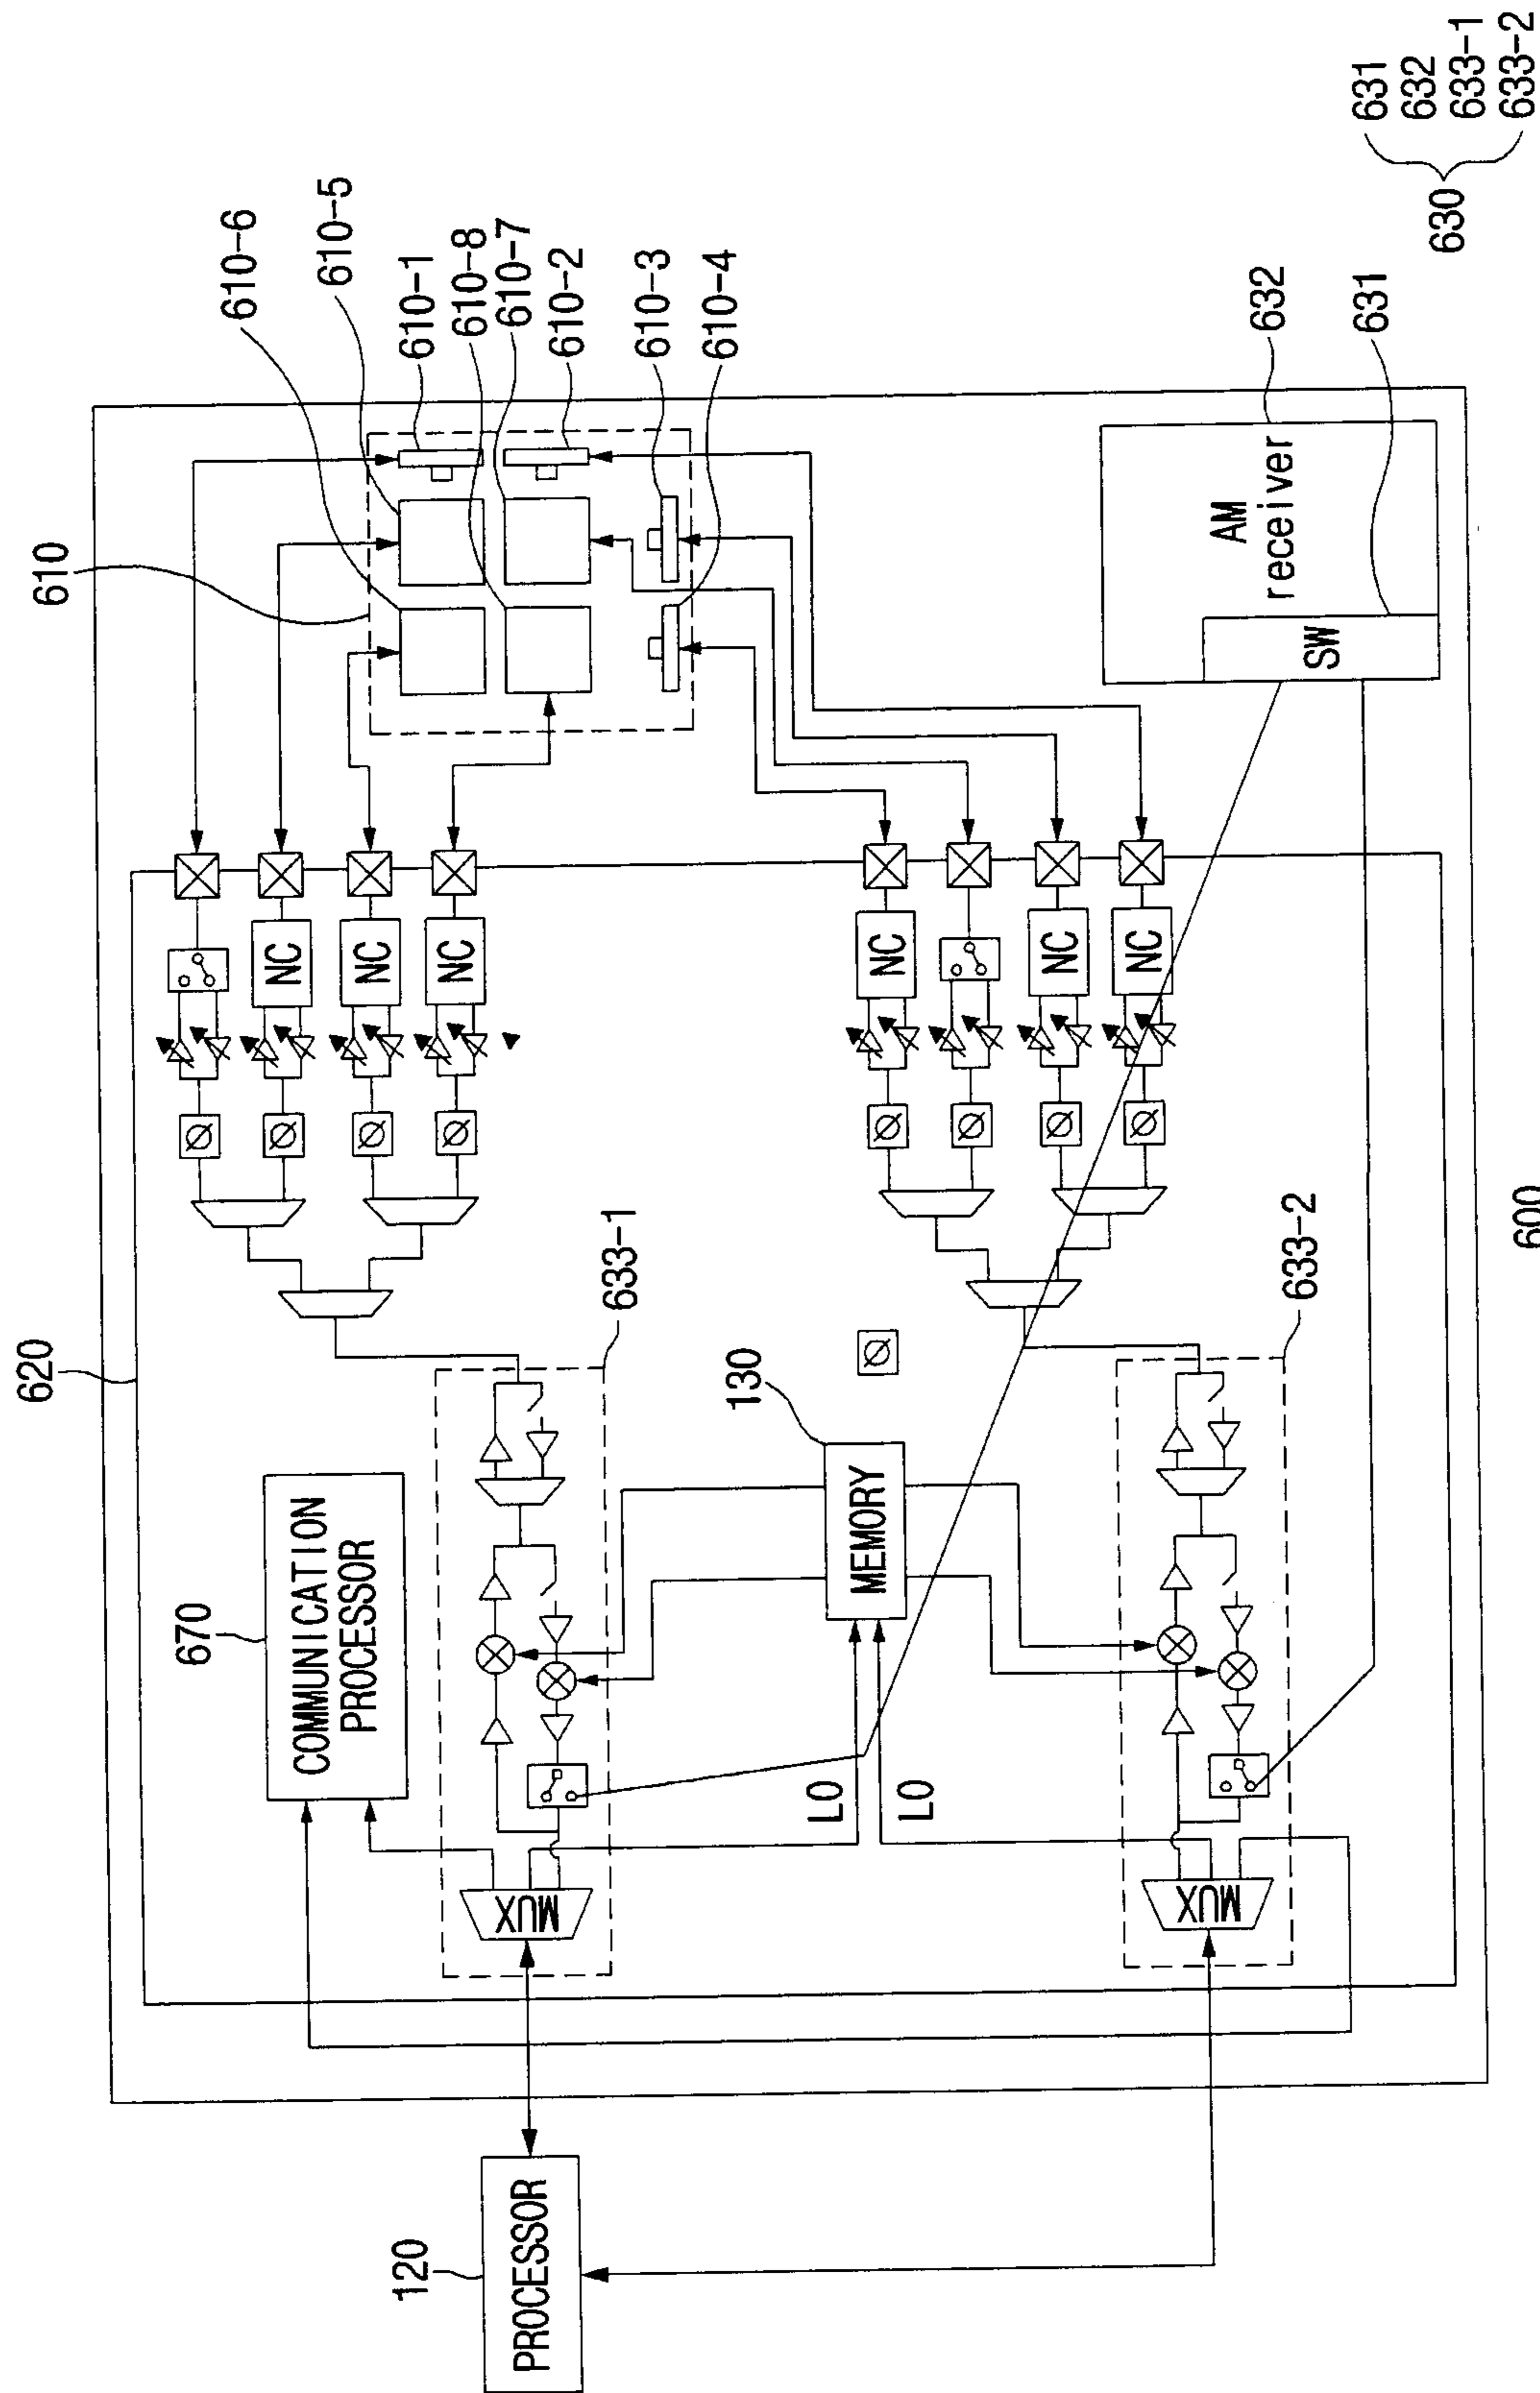 620
610
610-6
610-5
610-1
610-8
610-7
610-2
610-3
610-4
670
COMMUNICATION
PROCESSOR
NC
NC
NC
633-1
MUX
120
PROCESSOR
130
MEMORY
LO
LO
Ø
Ø
Ø
Ø
Ø
NC
NC
NC
Ø
Ø
Ø
Ø
633-2
MUX
AM
receiver
SW
632
631
630
631
632
633-1
633-2
600